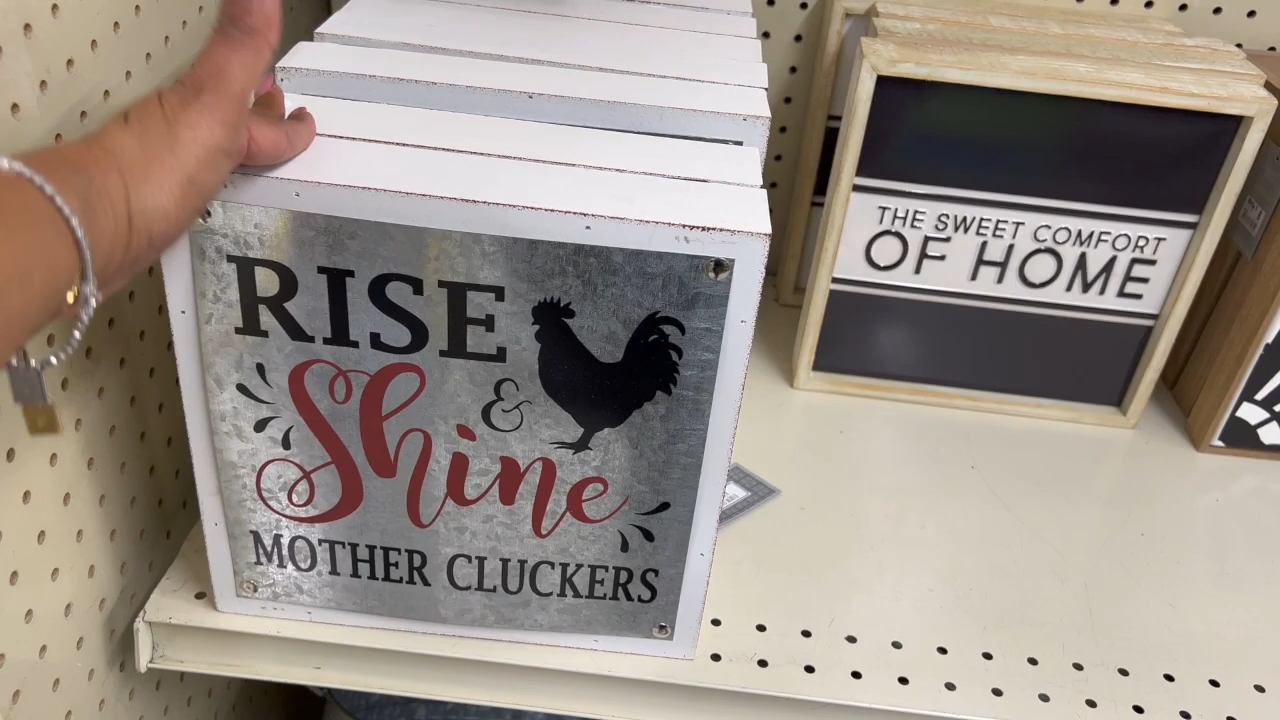 RISE
&
Shine
MOTHER CLUCKERS
THE SWEET COMFORT
OF HOME